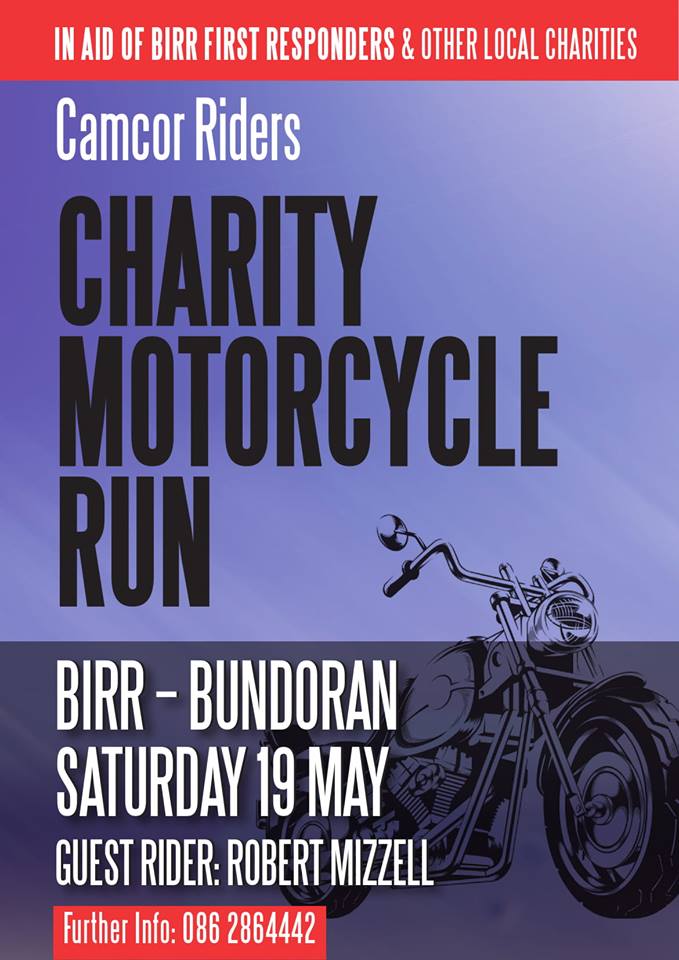 IN AID OF BIRR FIRST RESPONDERS & OTHER LOCAL CHARITIES
Camcor Riders
CHARITY
MOTORCYCLE
RUN
BIRR – BUNDORAN
SATURDAY 19 MAY
GUEST RIDER: ROBERT MIZZELL
Further Info: 086 2864442